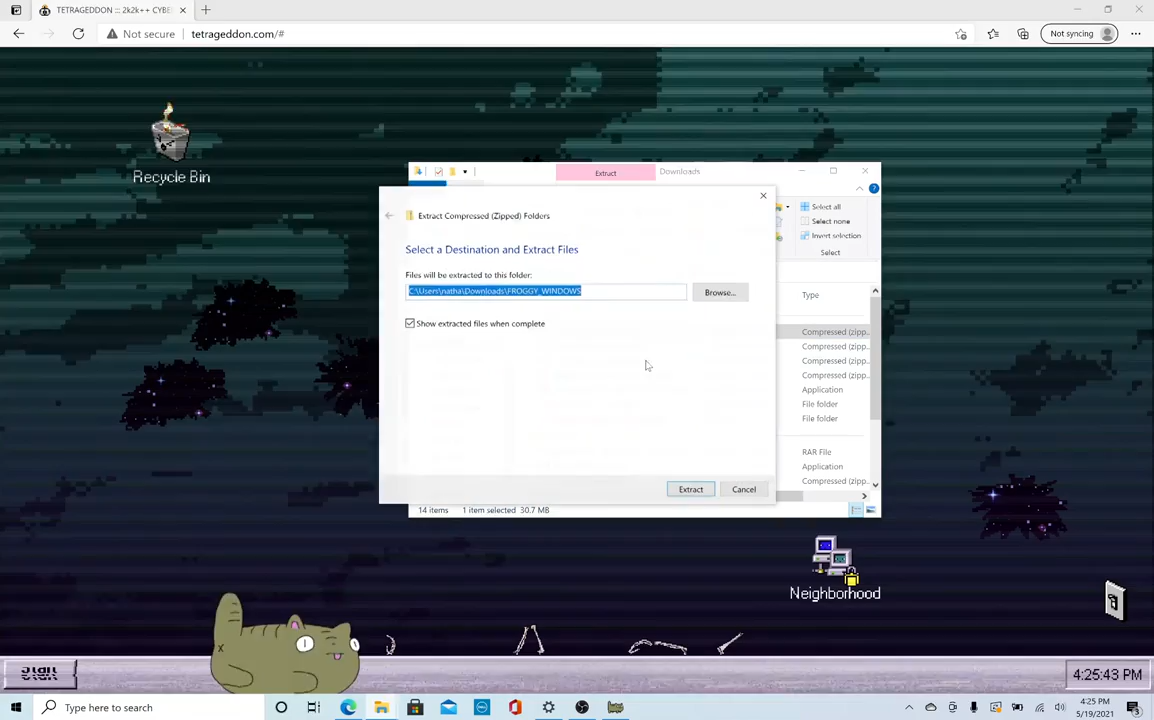 TETRAGEDDON ::: 2k2k++ CYBE
Not secure
tetrageddon.com/#
Not syncing
Recycle Bin
Extract
Downloads
Extract Compressed (Zipped) Folders
Select all
Select none
Invert selection
Select
Select a Destination and Extract Files
Files will be extracted to this folder:
C:\Users\natha\Downloads\FROGGY_WINDOWS
Browse...
Show extracted files when complete
Type
Compressed (zipp...
Compressed (zipp...
Compressed (zipp...
Compressed (zipp...
Application
File folder
File folder
RAR File
Application
Compressed (zipp...
Extract
Cancel
14 items
1 item selected 30.7 MB
Neighborhood
Start
4:25:43 PM
Type here to search
4:25 PM
5/19/2021
3